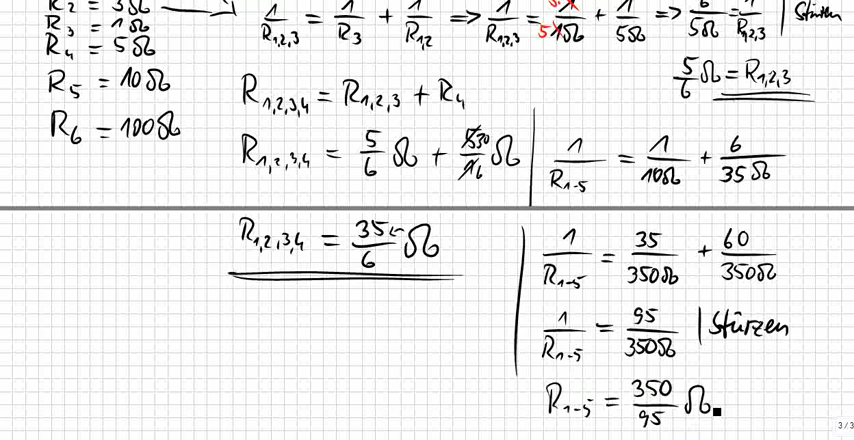 R₂ = 3Ω
R₃ = 1Ω
R₄ = 5Ω
R₅ = 10Ω
R₆ = 100Ω
1/R₁,₂,₃ = 1/R₃ + 1/R₁₂ => 1/R₁,₂,₃ = 5·1/5·1Ω + 1/5Ω => 6/5Ω = 1/R₁,₂,₃ | Stürzen
5/6 Ω = R₁,₂,₃
R₁,₂,₃,₄ = R₁,₂,₃ + R₄
R₁,₂,₃,₄ = 5/6 Ω + 30/6 Ω
R₁,₂,₃,₄ = 35/6 Ω
1/R₁₋₅ = 1/10Ω + 6/35Ω
1/R₁₋₅ = 35/350Ω + 60/350Ω
1/R₁₋₅ = 95/350Ω | Stürzen
R₁₋₅ = 350/95 Ω
3 / 3